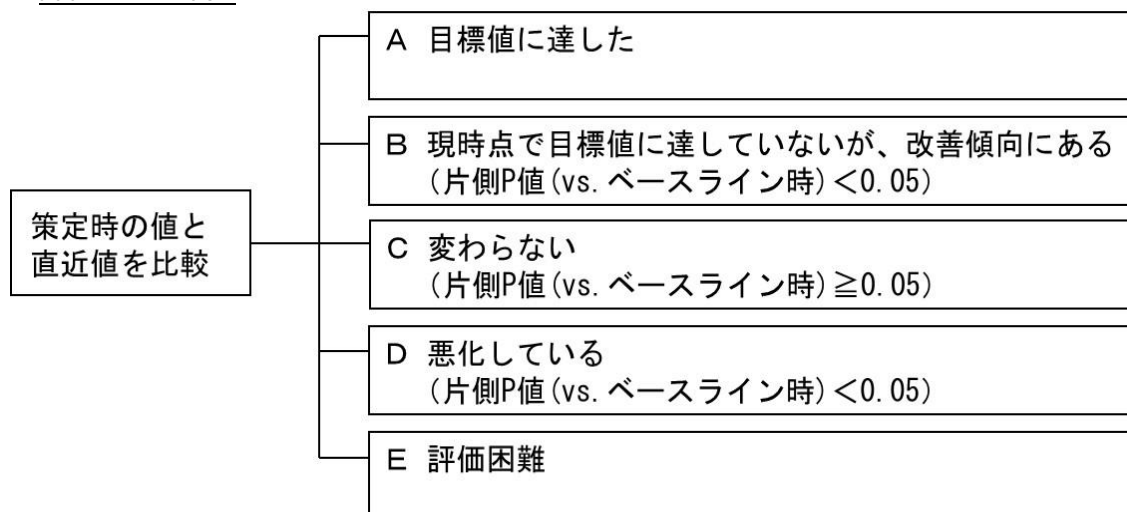 A 目標値に達した
B 現時点で目標値に達していないが、改善傾向にある
(片側P値(vs. ベースライン時)<0.05)
策定時の値と
直近値を比較
C 変わらない
(片側P値(vs. ベースライン時)≧0.05)
D 悪化している
(片側P値(vs. ベースライン時)<0.05)
E 評価困難